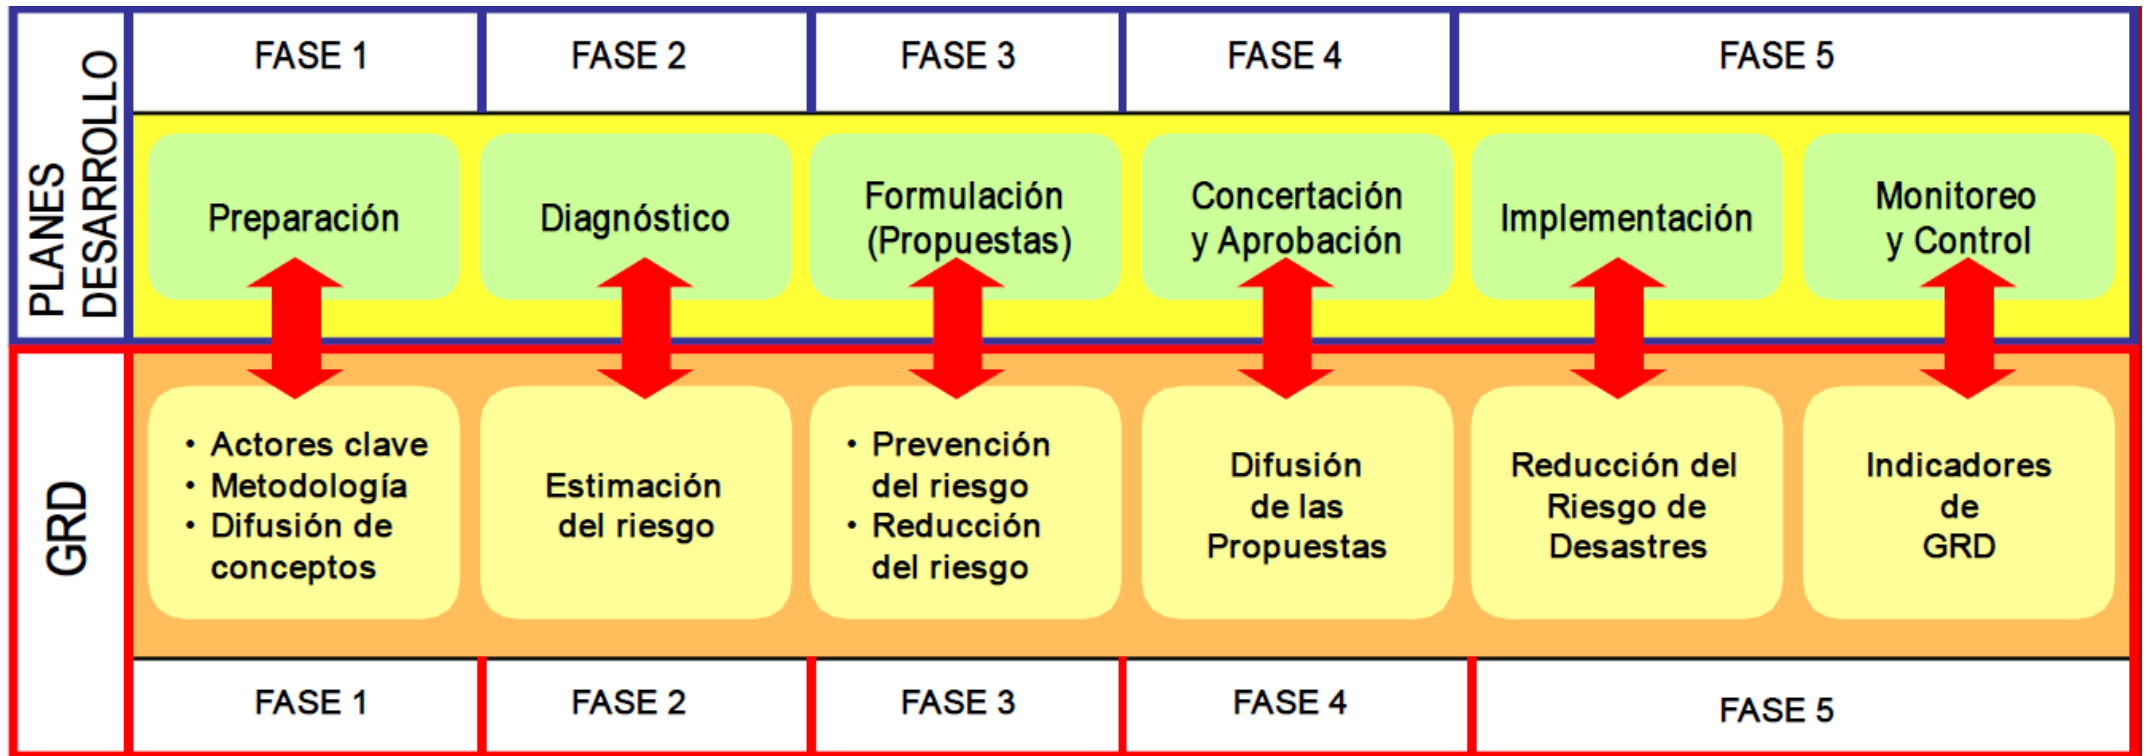 PLANES
DESARROLLO
FASE 1
FASE 2
FASE 3
FASE 4
FASE 5
Preparación
Diagnóstico
Formulación
(Propuestas)
Concertación
y Aprobación
Implementación
Monitoreo
y Control
GRD
• Actores clave
• Metodología
• Difusión de
conceptos
Estimación
del riesgo
• Prevención
del riesgo
• Reducción
del riesgo
Difusión
de las
Propuestas
Reducción del
Riesgo de
Desastres
Indicadores
de
GRD
FASE 1
FASE 2
FASE 3
FASE 4
FASE 5